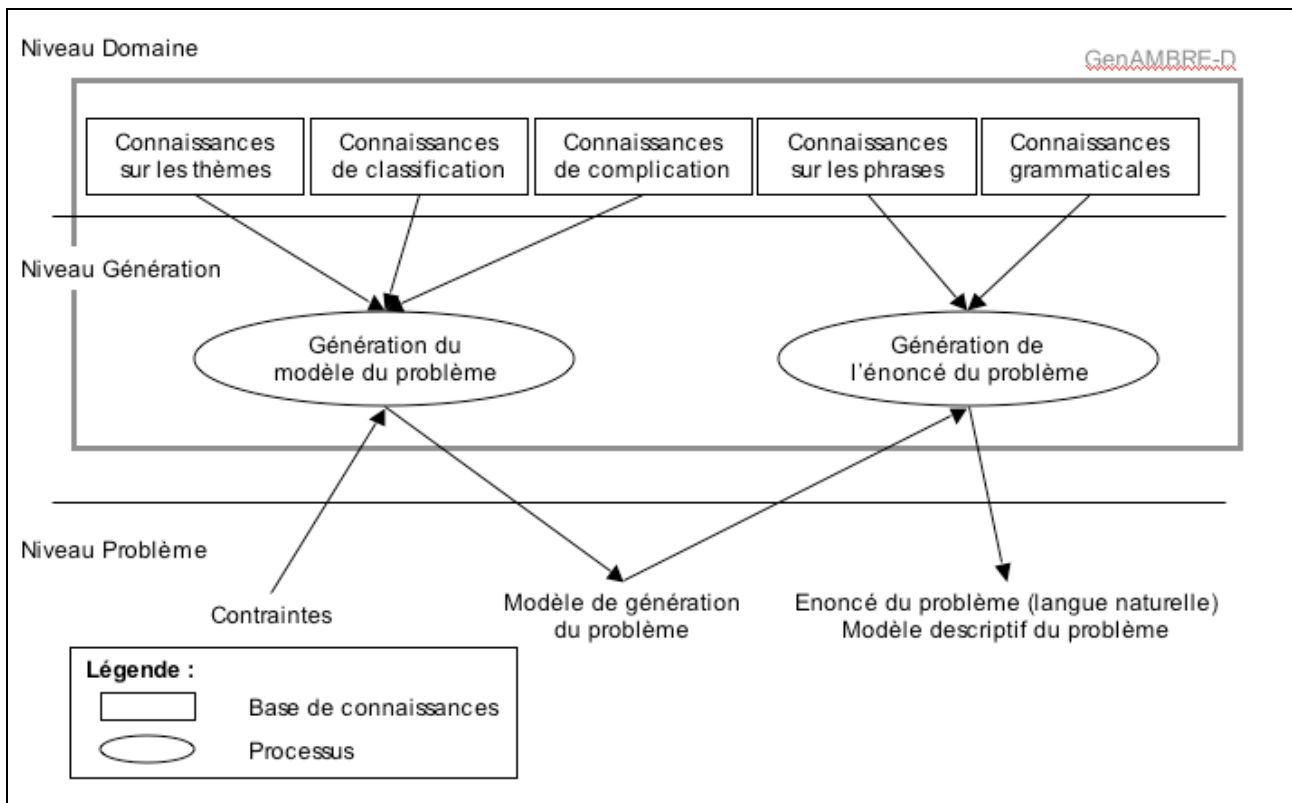 Niveau Domaine
GenAMBRE-D
Connaissances
sur les thèmes
Connaissances
de classification
Connaissances
de complication
Connaissances
sur les phrases
Connaissances
grammaticales
Niveau Génération
Génération du
modèle du problème
Génération de
l'énoncé du problème
Niveau Problème
Contraintes
Modèle de génération
du problème
Enoncé du problème (langue naturelle)
Modèle descriptif du problème
Légende :
Base de connaissances
Processus